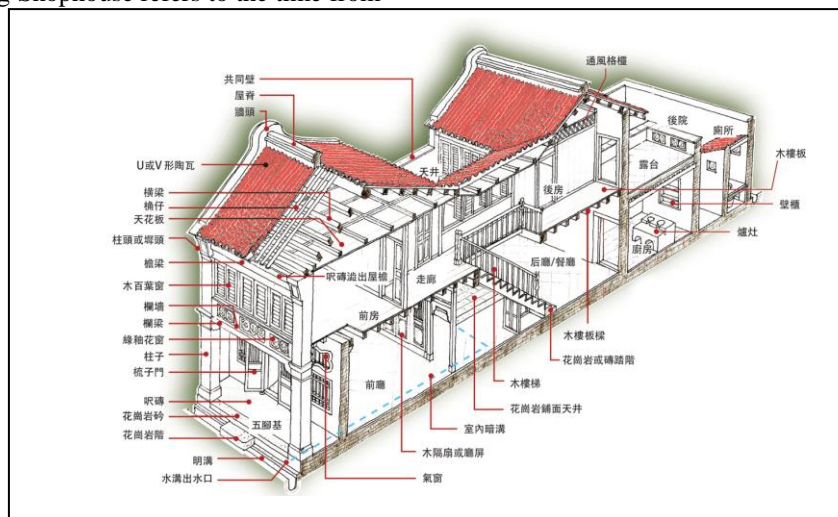 g Shophouse refers to the time from
通風格櫺
共同壁
屋脊
牆頭
後院
廁所
木樓板
天井
露台
U或V形陶瓦
後房
壁櫃
橫梁
桷仔
天花板
爐灶
柱頭或墀頭
廚房
檐梁
呎磚溢出屋檐
走廊
后廳/餐廳
木百葉窗
前房
欄墙
欄梁
木樓板樑
綠釉花窗
花崗岩或磚踏階
柱子
前廳
木樓梯
梳子門
花崗岩鋪面天井
呎磚
五腳基
室內暗溝
花崗岩砛
花崗岩階
木隔扇或廳屏
明溝
水溝出水口
氣窗